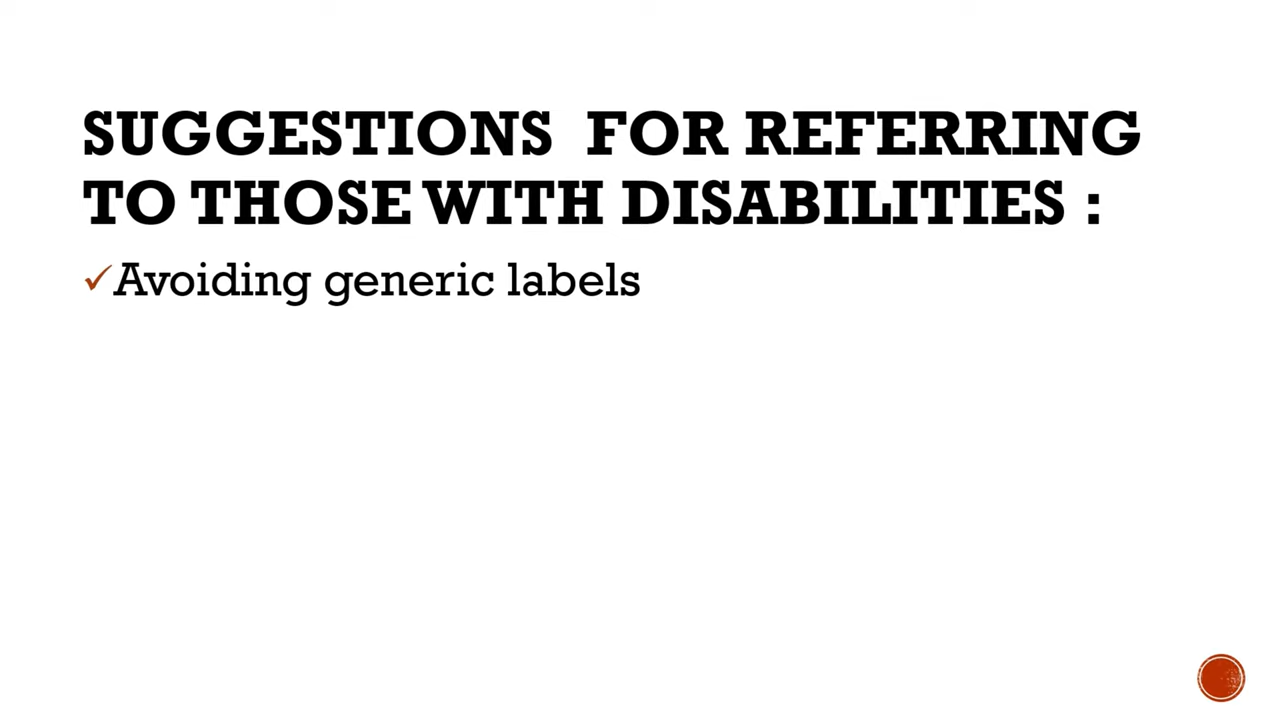 SUGGESTIONS FOR REFERRING
TO THOSE WITH DISABILITIES :
✓Avoiding generic labels